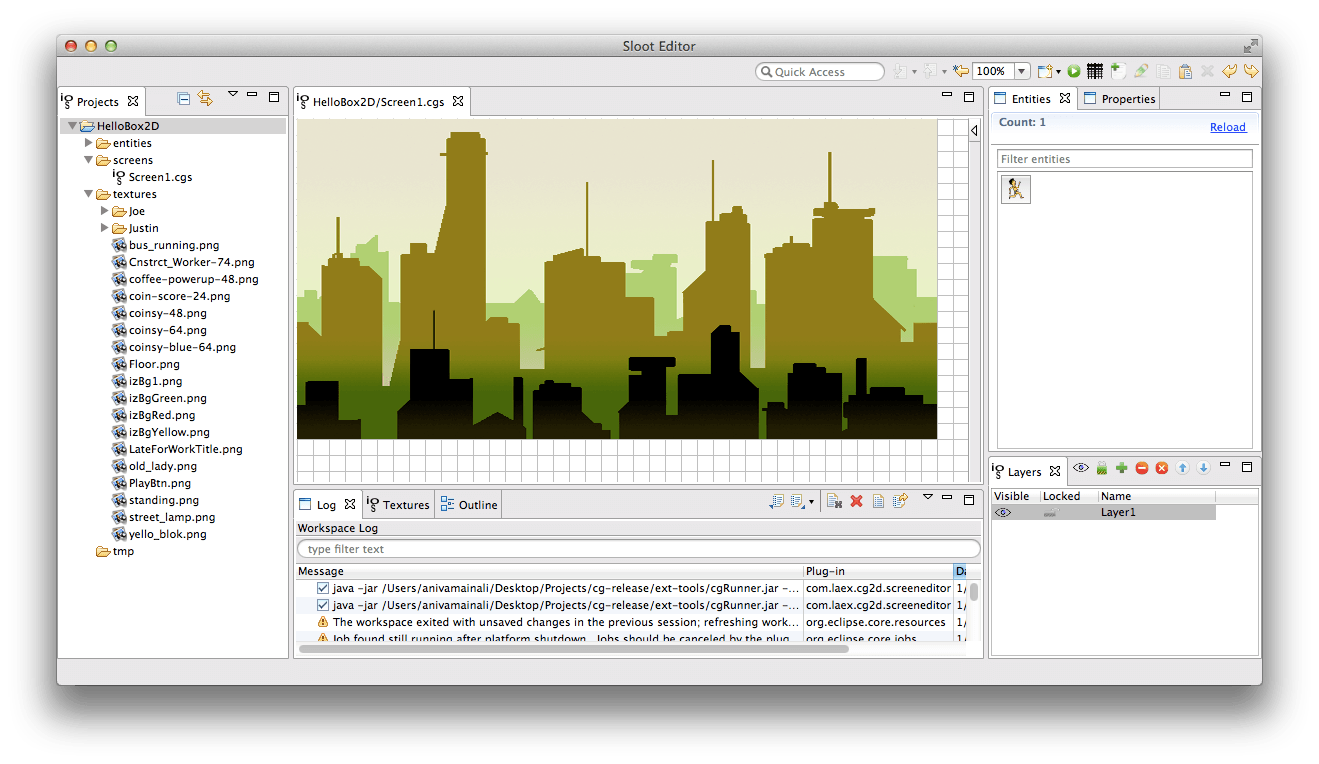 Sloot Editor
Quick Access
100%
Projects
HelloBox2D
entities
screens
Screen1.cgs
textures
Joe
Justin
bus_running.png
Cnstrct_Worker-74.png
coffee-powerup-48.png
coin-score-24.png
coinsy-48.png
coinsy-64.png
coinsy-blue-64.png
Floor.png
izBg1.png
izBgGreen.png
izBgRed.png
izBgYellow.png
LateForWorkTitle.png
old_lady.png
PlayBtn.png
standing.png
street_lamp.png
yello_blok.png
tmp
HelloBox2D/Screen1.cgs
Log Textures Outline
Workspace Log
type filter text
Message Plug-in Da
java -jar /Users/anivamainali/Desktop/Projects/cg-release/ext-tools/cgRunner.jar -... com.laex.cg2d.screeneditor 1/
java -jar /Users/anivamainali/Desktop/Projects/cg-release/ext-tools/cgRunner.jar -... com.laex.cg2d.screeneditor 1/
The workspace exited with unsaved changes in the previous session; refreshing work... org.eclipse.core.resources 1/
Job found still running after platform shutdown. Jobs should be canceled by the plug... org.eclipse.core.jobs 1/
Entities Properties
Count: 1
Reload
Filter entities
Layers
Visible Locked Name
Layer1